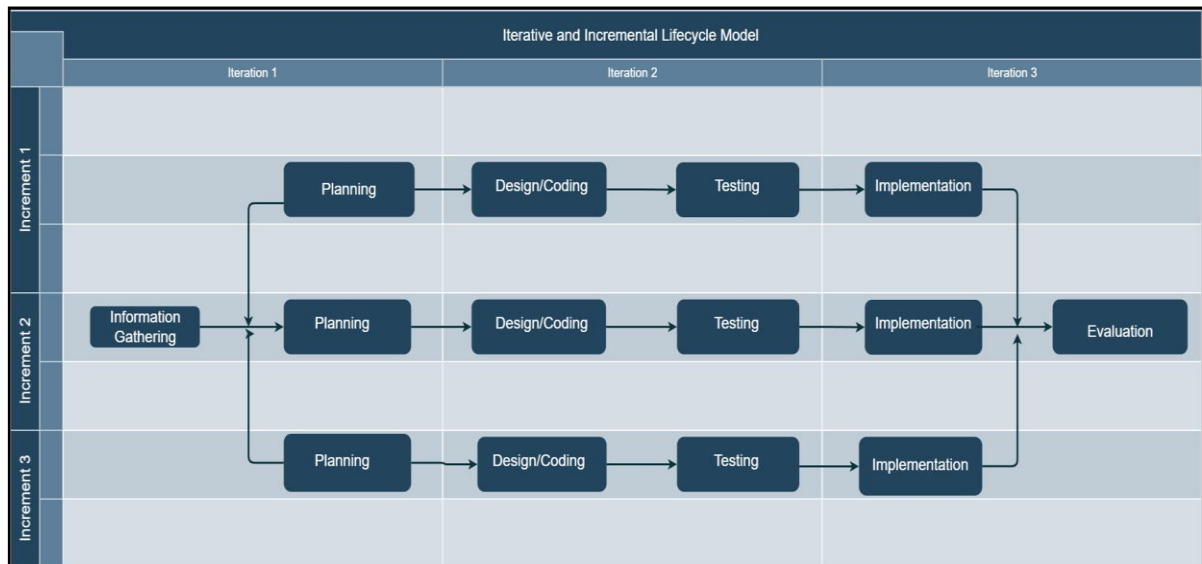 Iterative and Incremental Lifecycle Model
Iteration 1
Iteration 2
Iteration 3
Increment 1
Planning
Design/Coding
Testing
Implementation
Increment 2
Information
Gathering
Planning
Design/Coding
Testing
Implementation
Evaluation
Increment 3
Planning
Design/Coding
Testing
Implementation